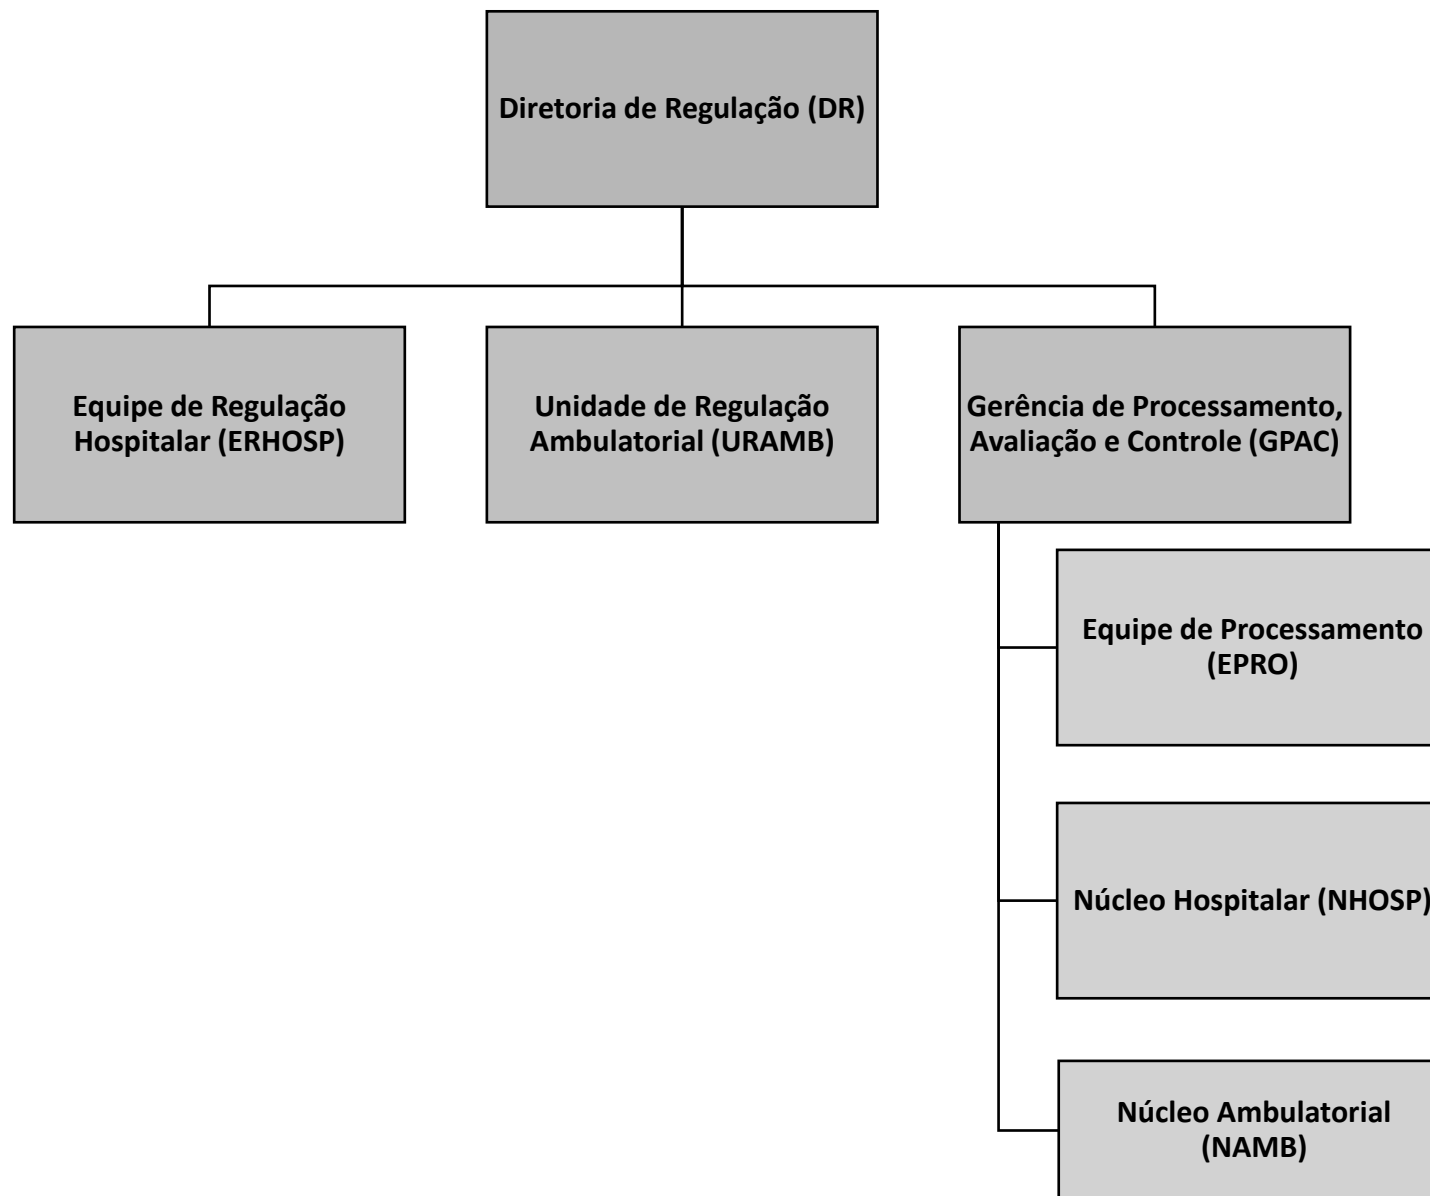 Diretoria de Regulação (DR)
Equipe de Regulação
Hospitalar (ERHOSP)
Unidade de Regulação
Ambulatorial (URAMB)
Gerência de Processamento,
Avaliação e Controle (GPAC)
Equipe de Processamento
(EPRO)
Núcleo Hospitalar (NHOSP)
Núcleo Ambulatorial
(NAMB)